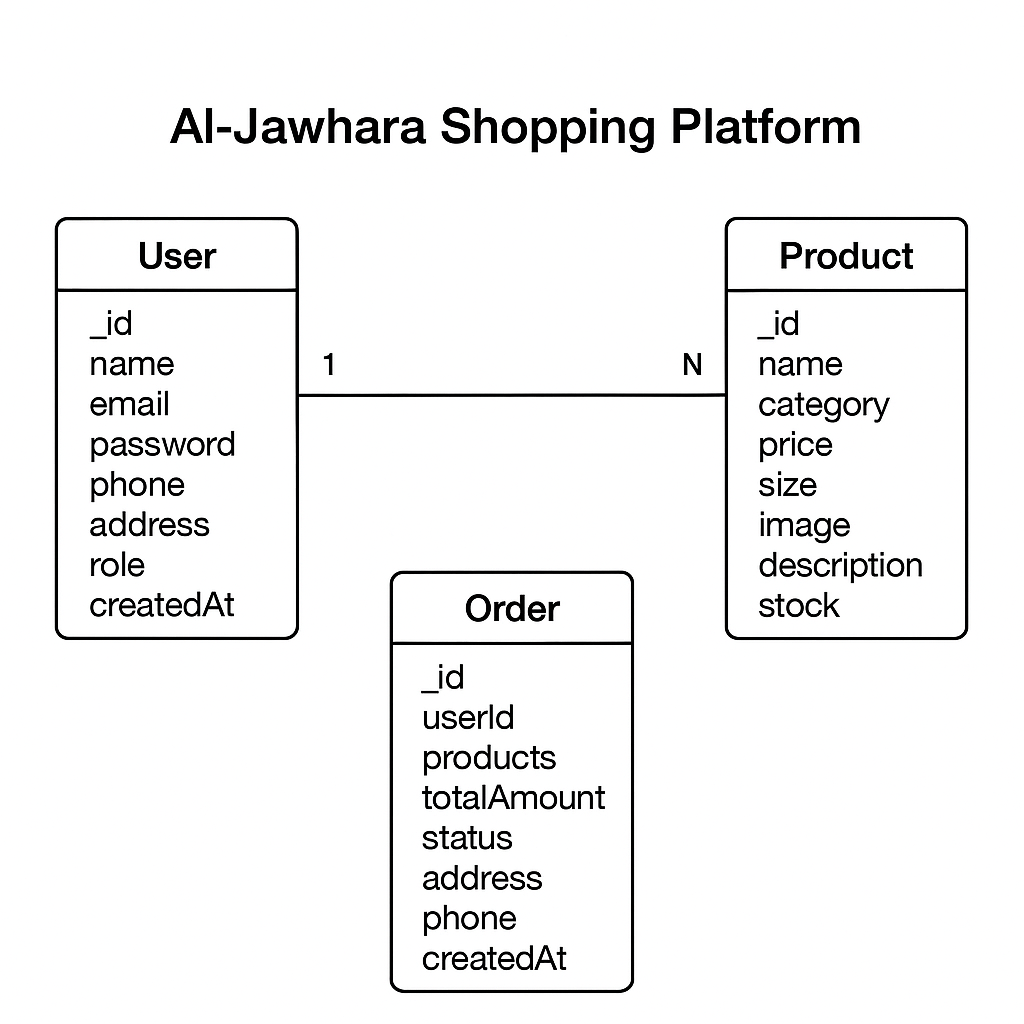 Al-Jawhara Shopping Platform
User
_id
name
email
password
phone
address
role
createdAt
1
N
Product
_id
name
category
price
size
image
description
stock
Order
_id
userId
products
totalAmount
status
address
phone
createdAt